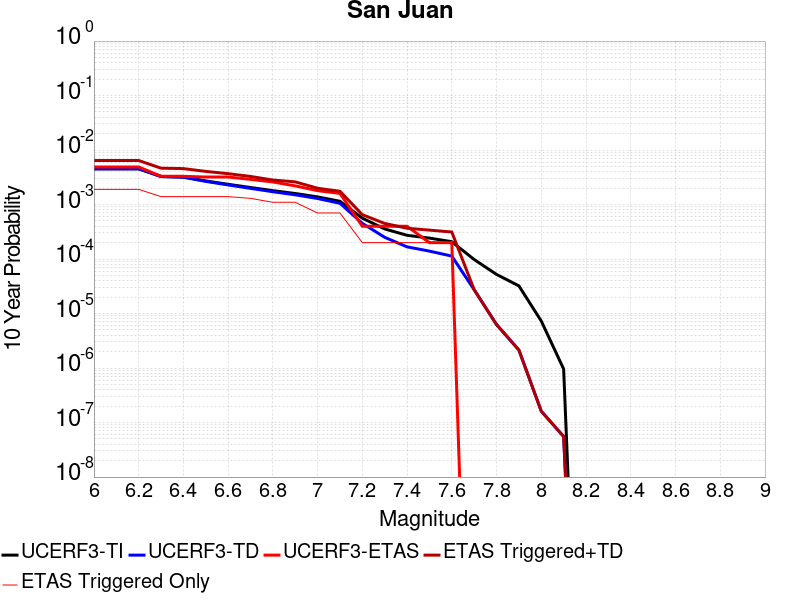 San Juan
10^0
10^-1
10^-2
10^-3
10^-4
10^-5
10^-6
10^-7
10^-8
10 Year Probability
6 6.2 6.4 6.6 6.8 7 7.2 7.4 7.6 7.8 8 8.2 8.4 8.6 8.8 9
Magnitude
UCERF3-TI UCERF3-TD UCERF3-ETAS ETAS Triggered+TD
ETAS Triggered Only